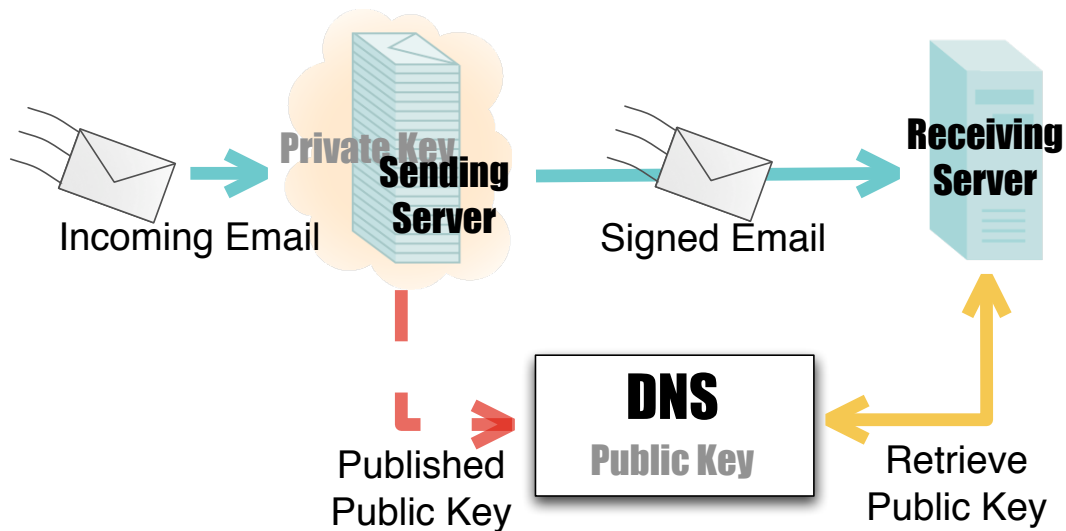 Private Key
Sending
Server
Receiving
Server
Incoming Email
Signed Email
DNS
Public Key
Published
Public Key
Retrieve
Public Key